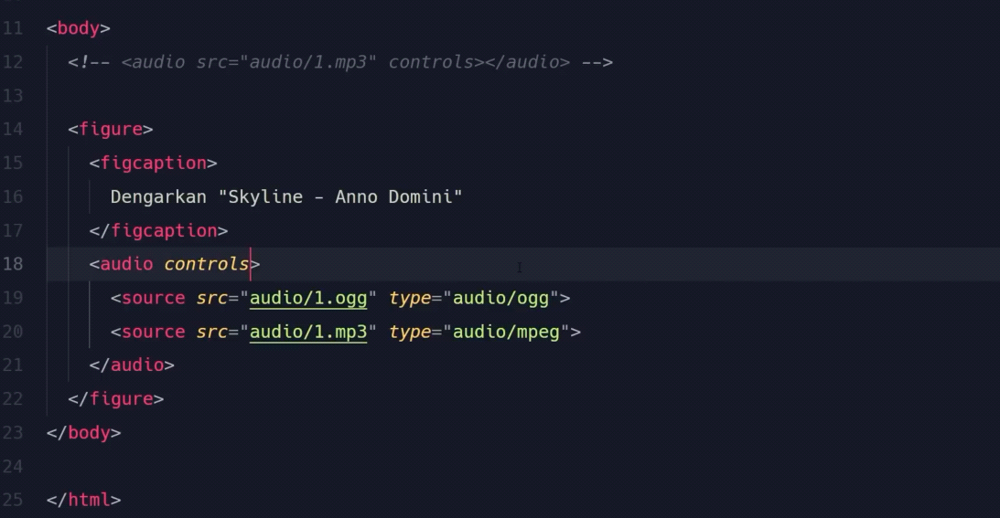 11 <body>
12 <!-- <audio src="audio/1.mp3" controls></audio> -->
13
14 <figure>
15 <figcaption>
16 Dengarkan "Skyline - Anno Domini"
17 </figcaption>
18 <audio controls>
19 <source src="audio/1.ogg" type="audio/ogg">
20 <source src="audio/1.mp3" type="audio/mpeg">
21 </audio>
22 </figure>
23 </body>
24
25 </html>